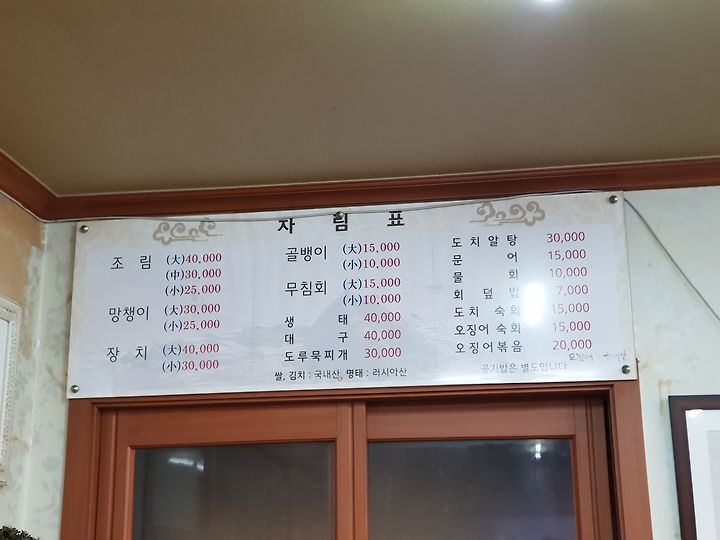 차 림 표
조 림 (大)40,000
(中)30,000
(小)25,000
망챙이 (大)30,000
(小)25,000
장 치 (大)40,000
(小)30,000
골뱅이 (大)15,000
(小)10,000
무침회 (大)15,000
(小)10,000
생 태 40,000
대 구 40,000
도루묵찌개 30,000
쌀, 김치 : 국내산, 명태 : 러시아산
도치알탕 30,000
문 어 15,000
물 회 10,000
회 덮 밥 7,000
도치 숙회 15,000
오징어 숙회 15,000
오징어볶음 20,000
공기밥은 별도입니다